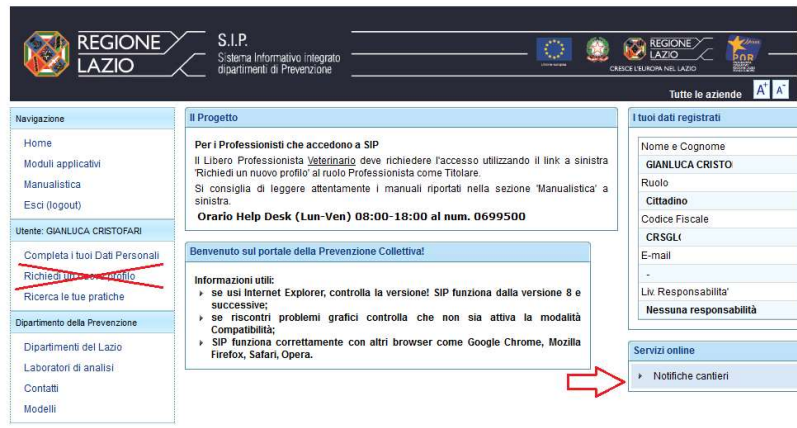 REGIONE
LAZIO
S.I.P.
Sistema Informativo integrato
dipartimenti di Prevenzione
REGIONE
LAZIO
POR
CRESCE L'EUROPA NEL LAZIO
Tutte le aziende A+ A-
Navigazione
Home
Moduli applicativi
Manualistica
Esci (logout)
Utente: GIANLUCA CRISTOFARI
Completa i tuoi Dati Personali
Richiedi un nuovo profilo
Ricerca le tue pratiche
Dipartimento della Prevenzione
Dipartimenti del Lazio
Laboratori di analisi
Contatti
Modelli
Il Progetto
Per i Professionisti che accedono a SIP
Il Libero Professionista Veterinario deve richiedere l'accesso utilizzando il link a sinistra
'Richiedi un nuovo profilo' al ruolo Professionista come Titolare.
Si consiglia di leggere attentamente i manuali riportati nella sezione 'Manualistica' a
sinistra.
Orario Help Desk (Lun-Ven) 08:00-18:00 al num. 0699500
Benvenuto sul portale della Prevenzione Collettiva!
Informazioni utili:
se usi Internet Explorer, controlla la versione! SIP funziona dalla versione 8 e
successive;
se riscontri problemi grafici controlla che non sia attiva la modalità
Compatibilità;
SIP funziona correttamente con altri browser come Google Chrome, Mozilla
Firefox, Safari, Opera.
I tuoi dati registrati
Nome e Cognome
GIANLUCA CRISTO
Ruolo
Cittadino
Codice Fiscale
CRSGL
E-mail
-
Liv. Responsabilita'
Nessuna responsabilità
Servizi online
Notifiche cantieri